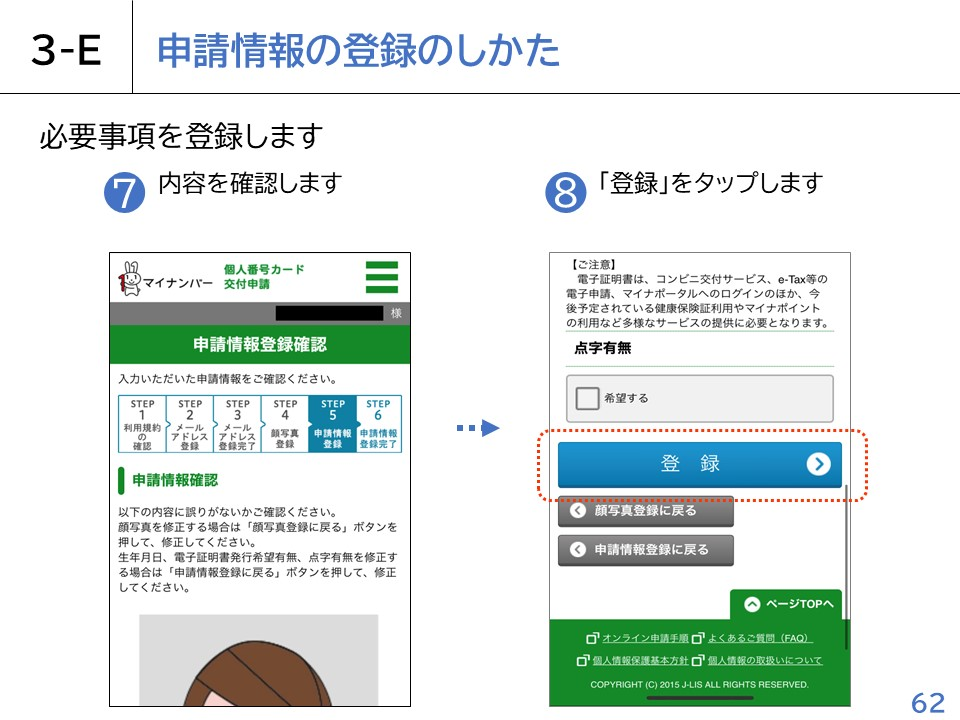 3-E
申請情報の登録のしかた
必要事項を登録します
7 内容を確認します
マイナンバー
個人番号カード
交付申請
様
申請情報登録確認
入力いただいた申請情報をご確認ください。
STEP
1
利用規約
の
確認
STEP
2
メール
アドレス
登録
STEP
3
メール
アドレス
登録完了
STEP
4
顔写真
登録
STEP
5
申請情報
登録
STEP
6
申請情報
登録完了
申請情報確認
以下の内容に誤りがないかご確認ください。
顔写真を修正する場合は「顔写真登録に戻る」ボタンを
押して、修正してください。
生年月日、電子証明書発行希望有無、点字有無を修正す
る場合は「申請情報登録に戻る」ボタンを押して、修正
してください。
8 「登録」をタップします
【ご注意】
電子証明書は、コンビニ交付サービス、e-Tax等の
電子申請、マイナポータルへのログインのほか、今
後予定されている健康保険証利用やマイナポイント
の利用など多様なサービスの提供に必要となります。
点字有無
希望する
登 録
顔写真登録に戻る
申請情報登録に戻る
ページTOPへ
オンライン申請手順 よくあるご質問（FAQ）
個人情報保護基本方針 個人情報の取扱いについて
COPYRIGHT (C) 2015 J-LIS ALL RIGHTS RESERVED.
62